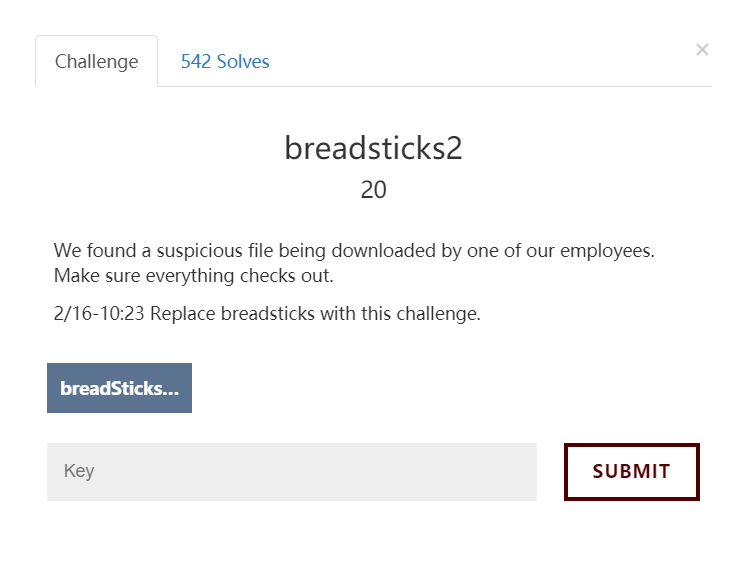 Challenge
542 Solves
×
breadsticks2
20
We found a suspicious file being downloaded by one of our employees.
Make sure everything checks out.
2/16-10:23 Replace breadsticks with this challenge.
breadSticks...
Key
SUBMIT